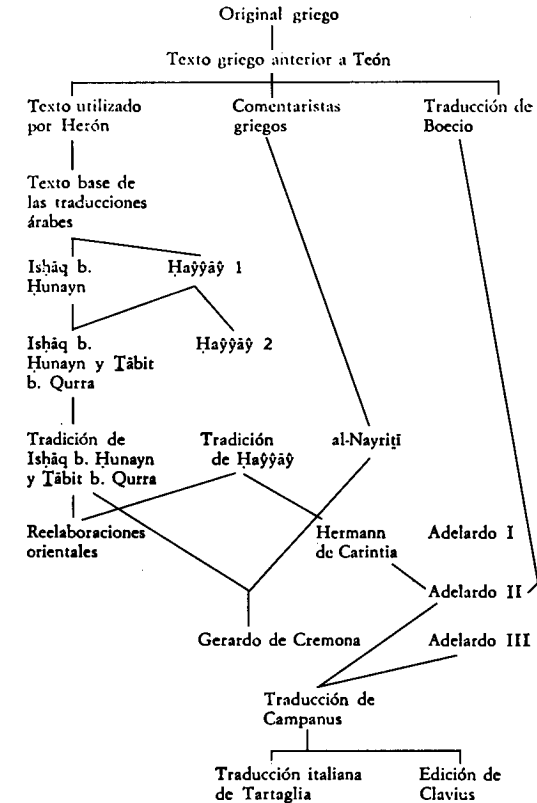 Original griego
Texto griego anterior a Teón
Texto utilizado
por Herón
Comentaristas
griegos
Traducción de
Boecio
Texto base de
las traducciones
árabes
Isḥāq b.
Ḥunayn
Ḥaŷŷāŷ 1
Isḥāq b.
Ḥunayn y Ṯābit
b. Qurra
Ḥaŷŷāŷ 2
Tradición de
Isḥāq b. Ḥunayn
y Ṯābit b. Qurra
Tradición
de Ḥaŷŷāŷ
al-Nayriṯī
Reelaboraciones
orientales
Hermann
de Carintia
Adelardo I
Adelardo II
Gerardo de Cremona
Adelardo III
Traducción de
Campanus
Traducción italiana
de Tartaglia
Edición de
Clavius